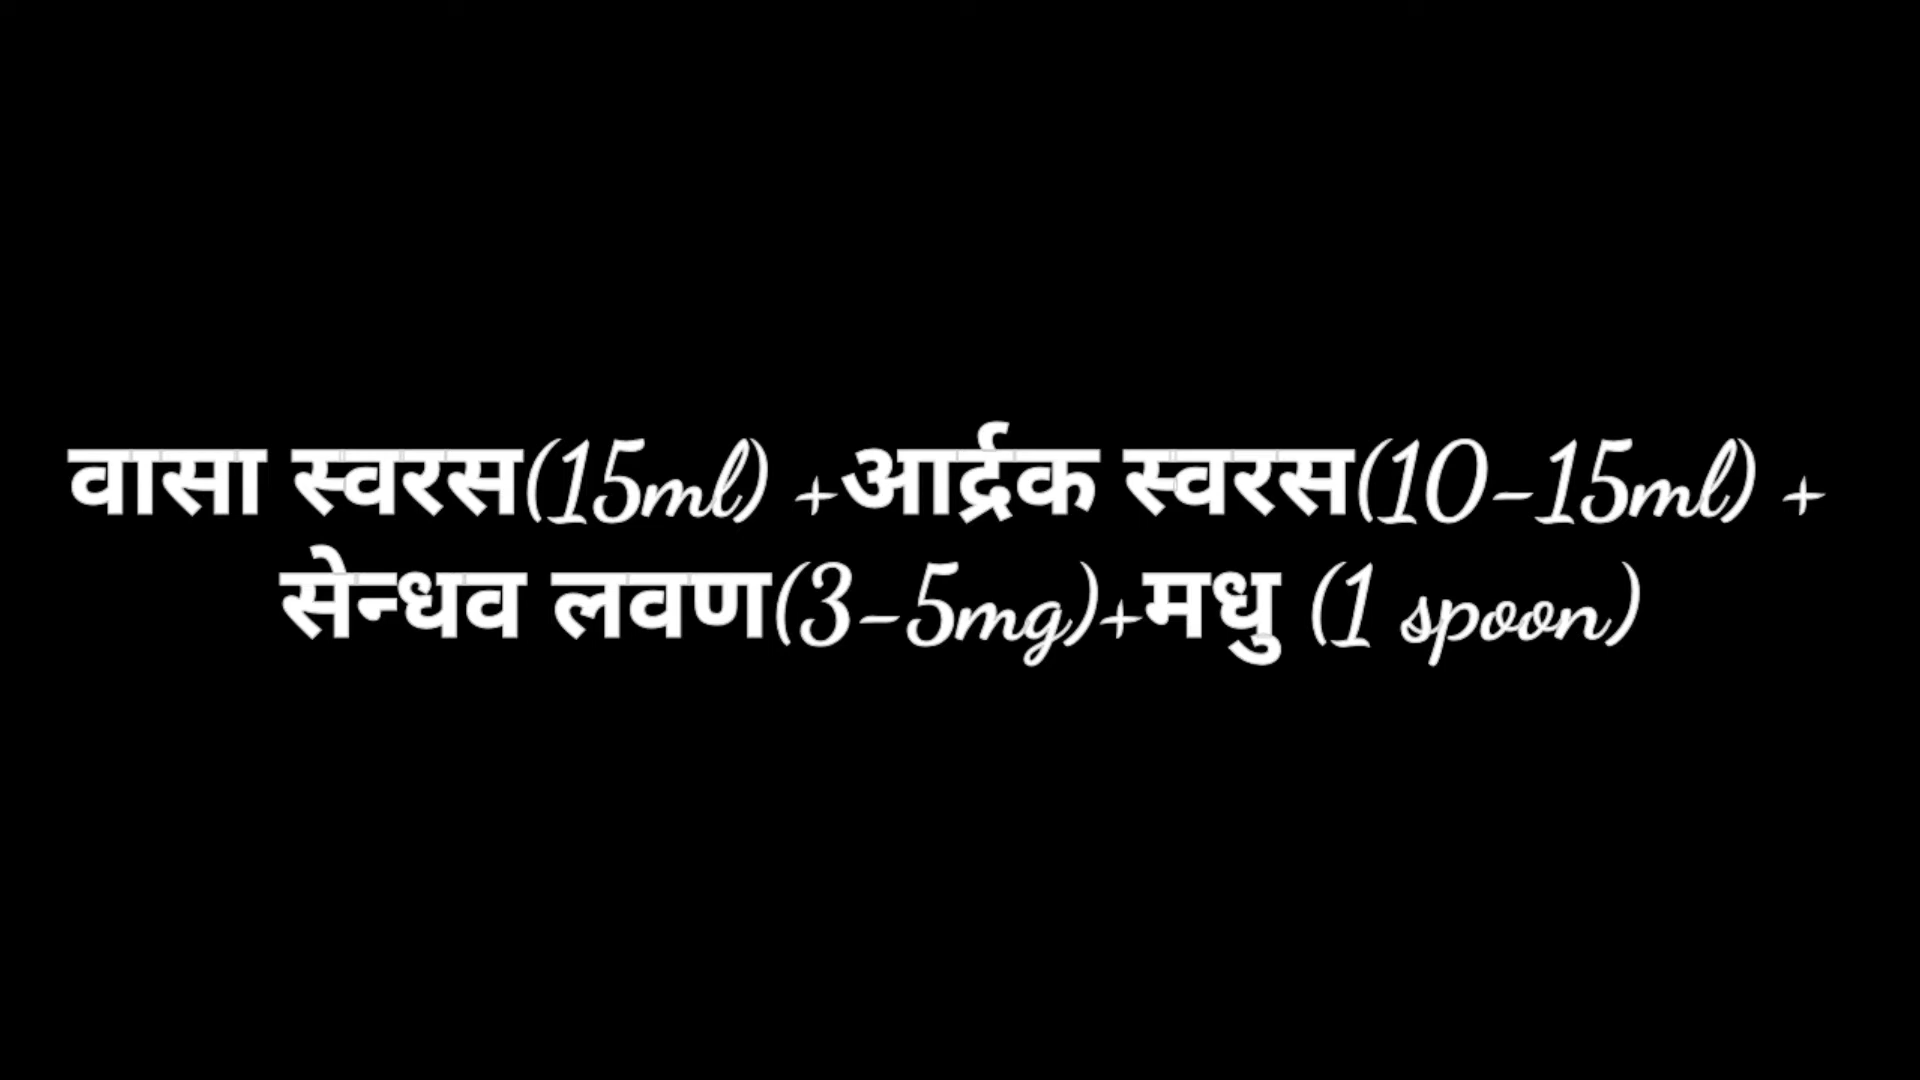 वासा स्वरस(15ml) +आर्द्रक स्वरस(10-15ml) +
सेन्धव लवण(3-5mg)+मधु (1 spoon)